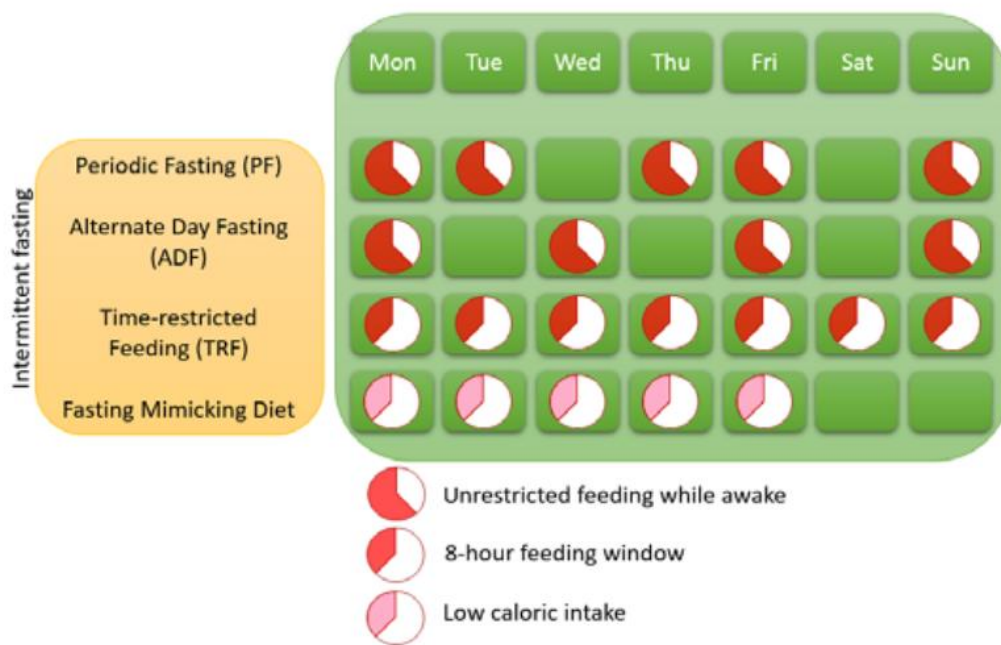 Mon Tue Wed Thu Fri Sat Sun
Intermittent fasting
Periodic Fasting (PF)
Alternate Day Fasting
(ADF)
Time-restricted
Feeding (TRF)
Fasting Mimicking Diet
Unrestricted feeding while awake
8-hour feeding window
Low caloric intake